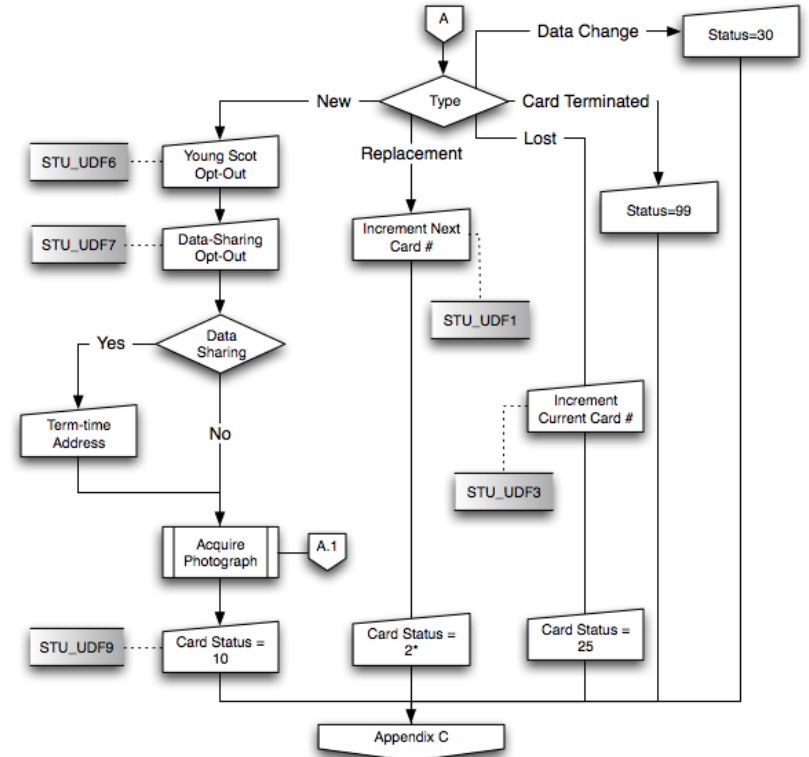 A
Data Change
Status=30
Type
New
Card Terminated
Lost
Replacement
STU_UDF6
Young Scot
Opt-Out
Status=99
STU_UDF7
Data-Sharing
Opt-Out
Increment Next
Card #
STU_UDF1
Data
Sharing
Yes
Term-time
Address
No
Increment
Current Card #
STU_UDF3
Acquire
Photograph
A.1
STU_UDF9
Card Status =
10
Card Status =
2*
Card Status =
25
Appendix C